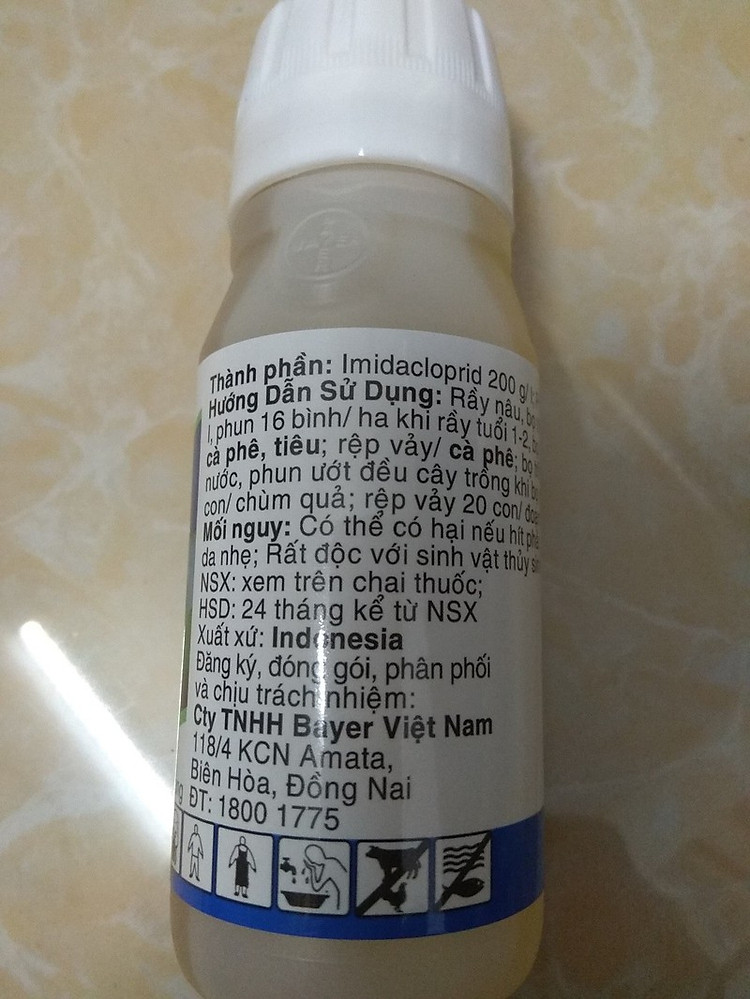 Thành phần: Imidacloprid 200 g/ l;
Hướng Dẫn Sử Dụng: Rầy nâu, bọ
l, phun 16 bình/ ha khi rầy tuổi 1-2,
cà phê, tiêu; rệp vảy/ cà phê; bọ
nước, phun ướt đều cây trồng khi
con/ chùm quả; rệp vảy 20 con/
Mối nguy: Có thể có hại nếu hít
da nhẹ; Rất độc với sinh vật thủy
NSX: xem trên chai thuốc;
HSD: 24 tháng kể từ NSX
Xuất xứ: Indonesia
Đăng ký, đóng gói, phân phối
và chịu trách nhiệm:
Cty TNHH Bayer Việt Nam
118/4 KCN Amata,
Biên Hòa, Đồng Nai
ĐT: 1800 1775